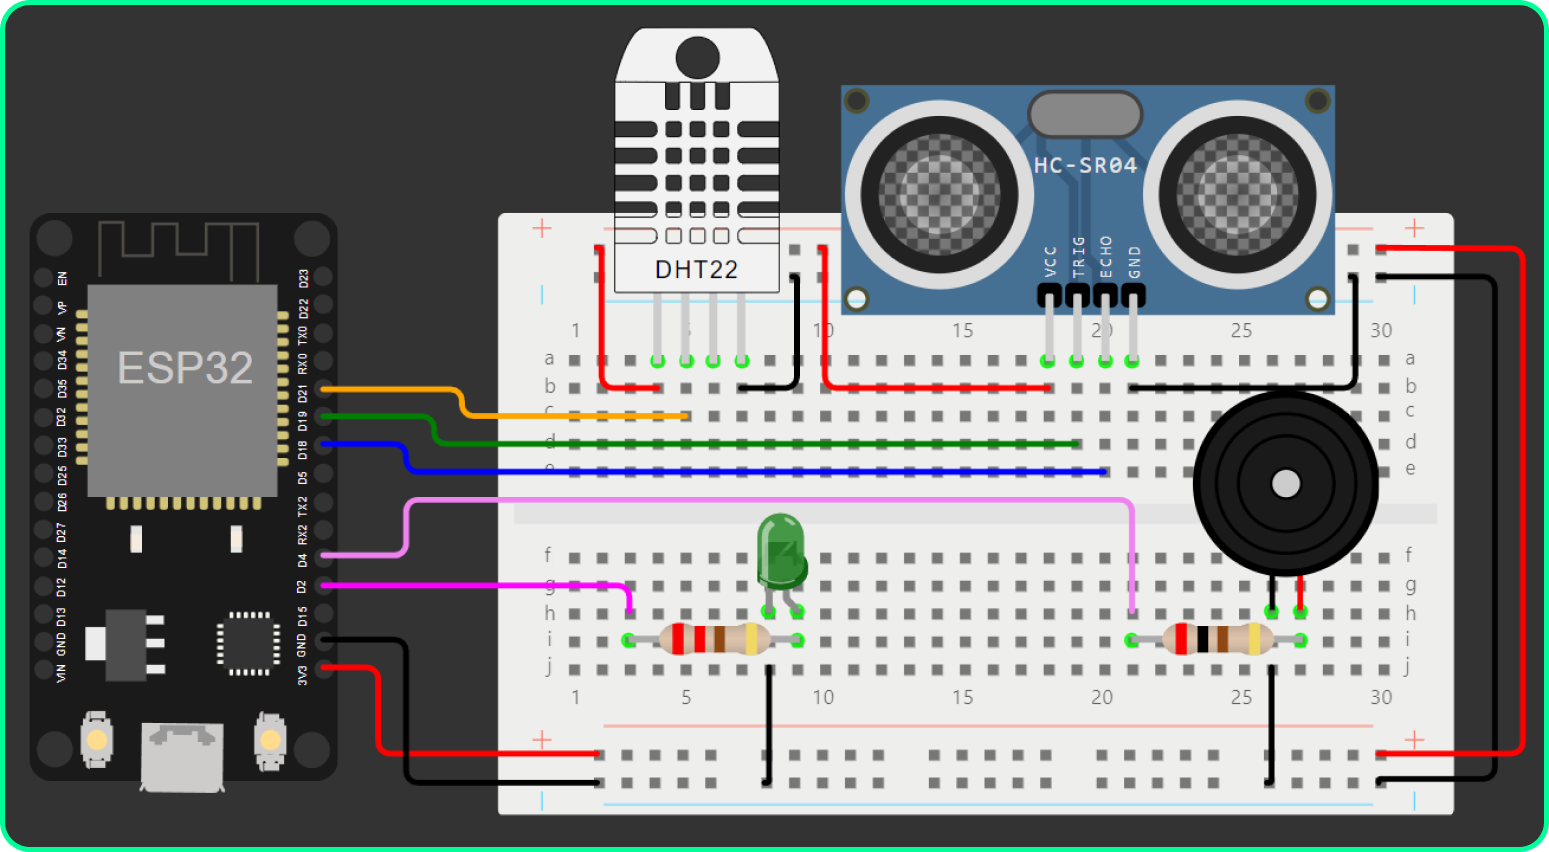 HC-SR04
VCC
TRIG
ECHO
GND
DHT22
ESP32
EN
VP
VN
D34
D35
D32
D33
D25
D26
D27
D14
D12
D13
GND
VIN
D23
D22
TX0
RX0
D21
D19
D18
D5
TX2
RX2
D4
D2
D15
GND
3V3
+ +
1 5 10 15 20 25 30
a a
b b
c c
d d
e e
f f
g g
h h
i i
j j
1 5 10 15 20 25 30
+ +